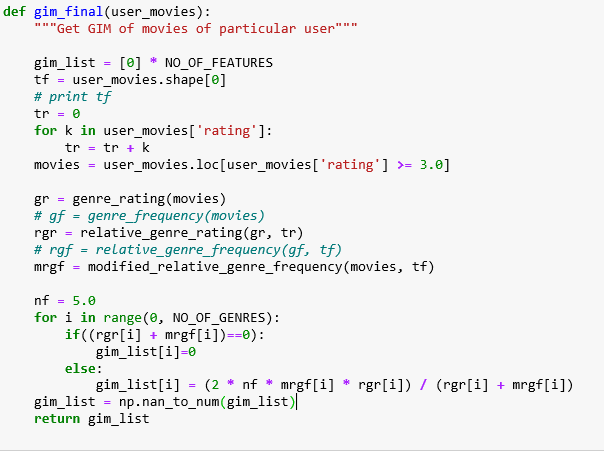 def gim_final(user_movies):
    """Get GIM of movies of particular user"""
    gim_list = [0] * NO_OF_FEATURES
    tf = user_movies.shape[0]
    # print tf
    tr = 0
    for k in user_movies['rating']:
        tr = tr + k
    movies = user_movies.loc[user_movies['rating'] >= 3.0]
    gr = genre_rating(movies)
    # gf = genre_frequency(movies)
    rgr = relative_genre_rating(gr, tr)
    # rgf = relative_genre_frequency(gf, tf)
    mrgf = modified_relative_genre_frequency(movies, tf)
    nf = 5.0
    for i in range(0, NO_OF_GENRES):
        if((rgr[i] + mrgf[i])==0):
            gim_list[i]=0
        else:
            gim_list[i] = (2 * nf * mrgf[i] * rgr[i]) / (rgr[i] + mrgf[i])
    gim_list = np.nan_to_num(gim_list)
    return gim_list